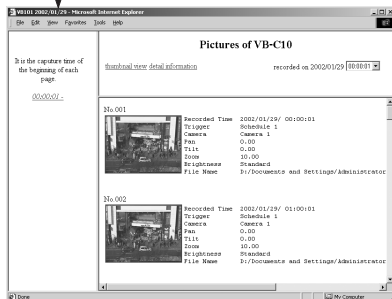 VB101 2002/01/29 - Microsoft Internet Explorer
File Edit View Favorites Tools Help
It is the caputure time of
the beginning of each
page.
00:00:01 -
Pictures of VB-C10
thumbnail view detail information
recorded on 2002/01/29 00:00:01
No.001
Recorded Time 2002/01/29/ 00:00:01
Trigger Schedule 1
Camera Camera 1
Pan 0.00
Tilt 0.00
Zoom 10.00
Brightness Standard
File Name D:/Documents and Settings/Administrator
No.002
Recorded Time 2002/01/29/ 01:00:01
Trigger Schedule 1
Camera Camera 1
Pan 0.00
Tilt 0.00
Zoom 10.00
Brightness Standard
File Name D:/Documents and Settings/Administrator
Done
My Computer